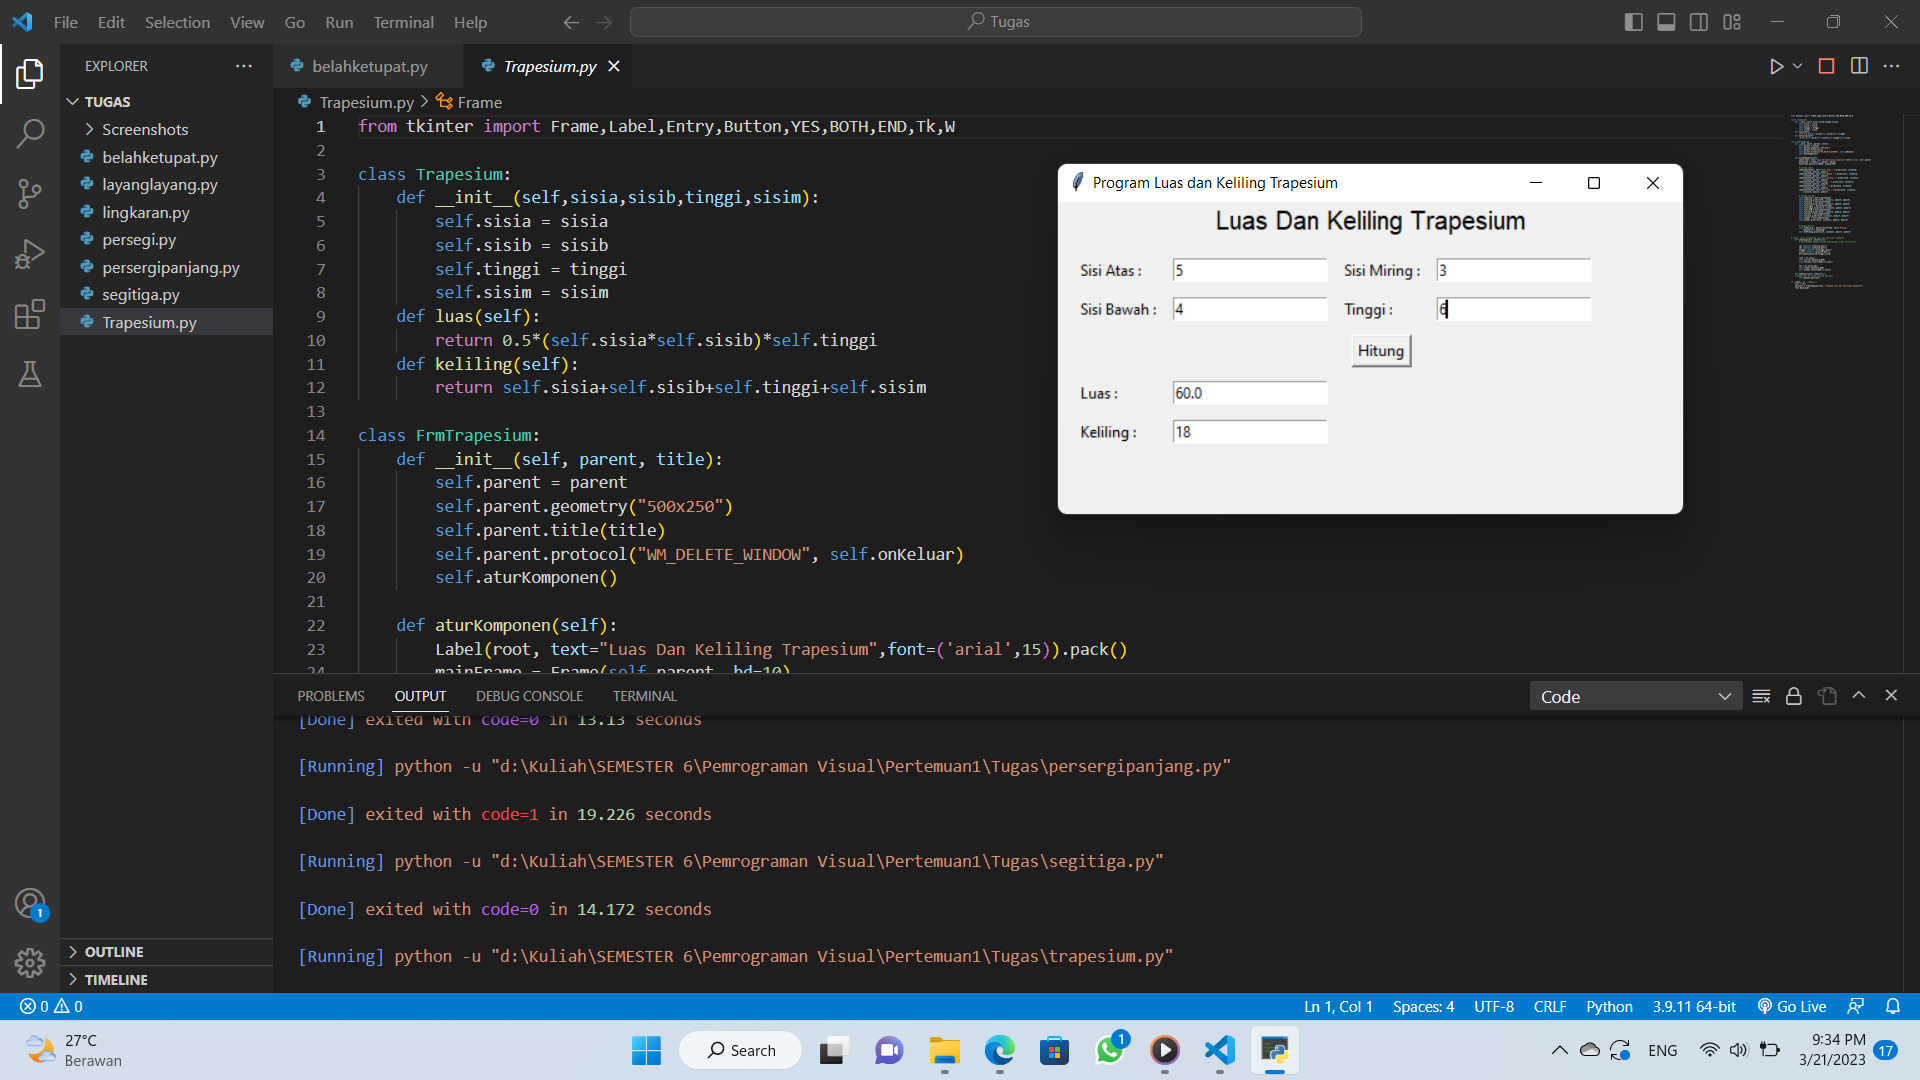 File Edit Selection View Go Run Terminal Help
Tugas
EXPLORER
belahketupat.py
Trapesium.py
TUGAS
Screenshots
belahketupat.py
layanglayang.py
lingkaran.py
persegi.py
persergipanjang.py
segitiga.py
Trapesium.py
OUTLINE
TIMELINE
Trapesium.py > Frame
1 from tkinter import Frame,Label,Entry,Button,YES,BOTH,END,Tk,W
2
3 class Trapesium:
4 def __init__(self,sisia,sisib,tinggi,sisim):
5 self.sisia = sisia
6 self.sisib = sisib
7 self.tinggi = tinggi
8 self.sisim = sisim
9 def luas(self):
10 return 0.5*(self.sisia*self.sisib)*self.tinggi
11 def keliling(self):
12 return self.sisia+self.sisib+self.tinggi+self.sisim
13
14 class FrmTrapesium:
15 def __init__(self, parent, title):
16 self.parent = parent
17 self.parent.geometry("500x250")
18 self.parent.title(title)
19 self.parent.protocol("WM_DELETE_WINDOW", self.onKeluar)
20 self.aturKomponen()
21
22 def aturKomponen(self):
23 Label(root, text="Luas Dan Keliling Trapesium",font=('arial',15)).pack()
24 mainFrame = Frame(self.parent, bd=10)
Program Luas dan Keliling Trapesium
Luas Dan Keliling Trapesium
Sisi Atas : 5 Sisi Miring : 3
Sisi Bawah : 4 Tinggi : 6
Hitung
Luas : 60.0
Keliling : 18
PROBLEMS OUTPUT DEBUG CONSOLE TERMINAL
Code
[Done] exited with code=0 in 13.13 seconds
[Running] python -u "d:\Kuliah\SEMESTER 6\Pemrograman Visual\Pertemuan1\Tugas\persergipanjang.py"
[Done] exited with code=1 in 19.226 seconds
[Running] python -u "d:\Kuliah\SEMESTER 6\Pemrograman Visual\Pertemuan1\Tugas\segitiga.py"
[Done] exited with code=0 in 14.172 seconds
[Running] python -u "d:\Kuliah\SEMESTER 6\Pemrograman Visual\Pertemuan1\Tugas\trapesium.py"
1
0 0
Ln 1, Col 1 Spaces: 4 UTF-8 CRLF Python 3.9.11 64-bit Go Live
27°C
Berawan
Search
1
ENG
9:34 PM
3/21/2023
17